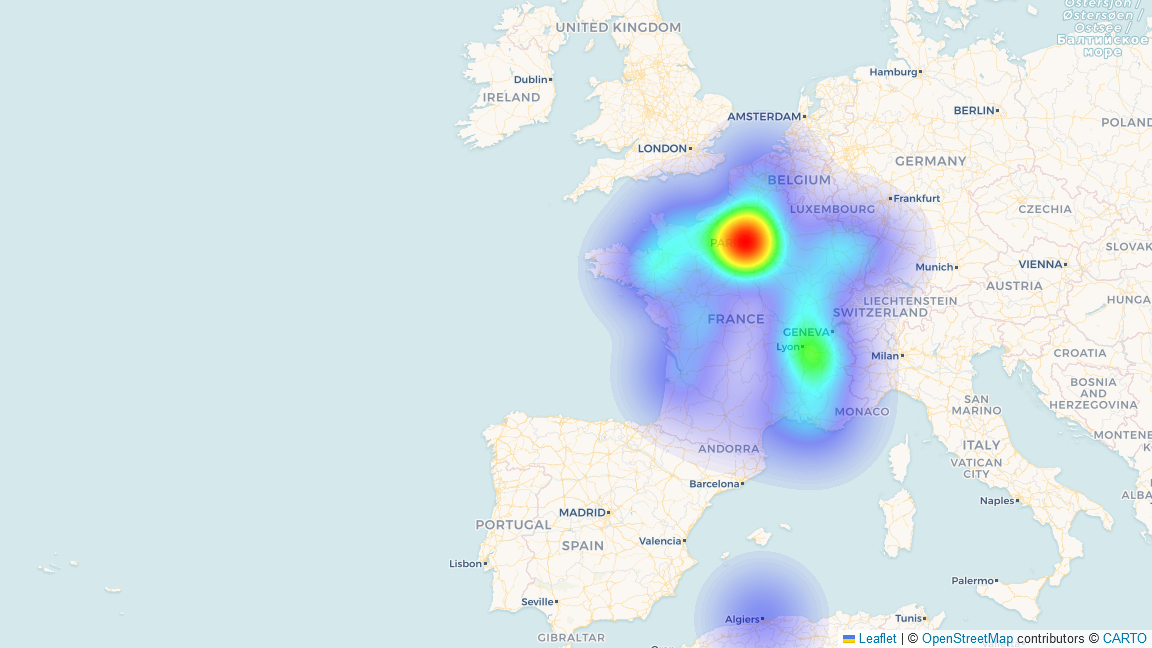 Østersjön /
Østersøen /
Ostsee /
Балтийское
море
UNITED KINGDOM
Dublin
IRELAND
Hamburg
AMSTERDAM
BERLIN
POLAND
LONDON
GERMANY
BELGIUM
Frankfurt
LUXEMBOURG
CZECHIA
PAR
SLOVAK
Munich
VIENNA
AUSTRIA
LIECHTENSTEIN
HUNGA
SWITZERLAND
FRANCE
GENEVA
Lyon
Milan
CROATIA
BOSNIA
AND
HERZEGOVINA
SAN
MARINO
MONACO
MONTENE
ITALY
ANDORRA
VATICAN
CITY
Barcelona
ALBA
Naples
MADRID
PORTUGAL
SPAIN
Valencia
Lisbon
Palermo
Seville
Algiers
Tunis
GIBRALTAR
Leaflet | © OpenStreetMap contributors © CARTO